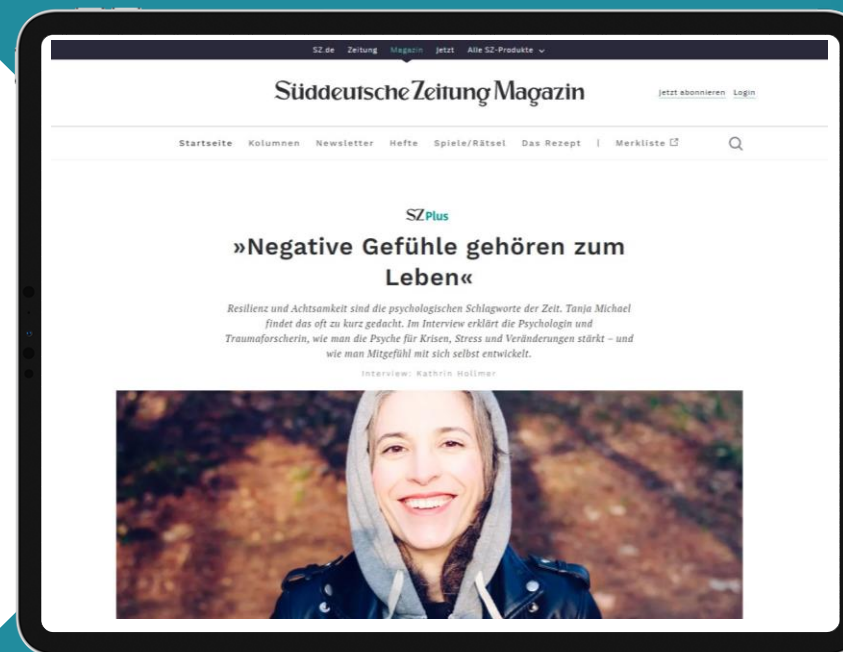 SZ.de Zeitung Magazin Jetzt Alle SZ-Produkte
Süddeutsche Zeitung Magazin
Jetzt abonnieren Login
Startseite Kolumnen Newsletter Hefte Spiele/Rätsel Das Rezept | Merkliste
SZ Plus
»Negative Gefühle gehören zum
Leben«
Resilienz und Achtsamkeit sind die psychologischen Schlagworte der Zeit. Tanja Michael
findet das oft zu kurz gedacht. Im Interview erklärt die Psychologin und
Traumaforscherin, wie man die Psyche für Krisen, Stress und Veränderungen stärkt – und
wie man Mitgefühl mit sich selbst entwickelt.
Interview: Kathrin Hollmer